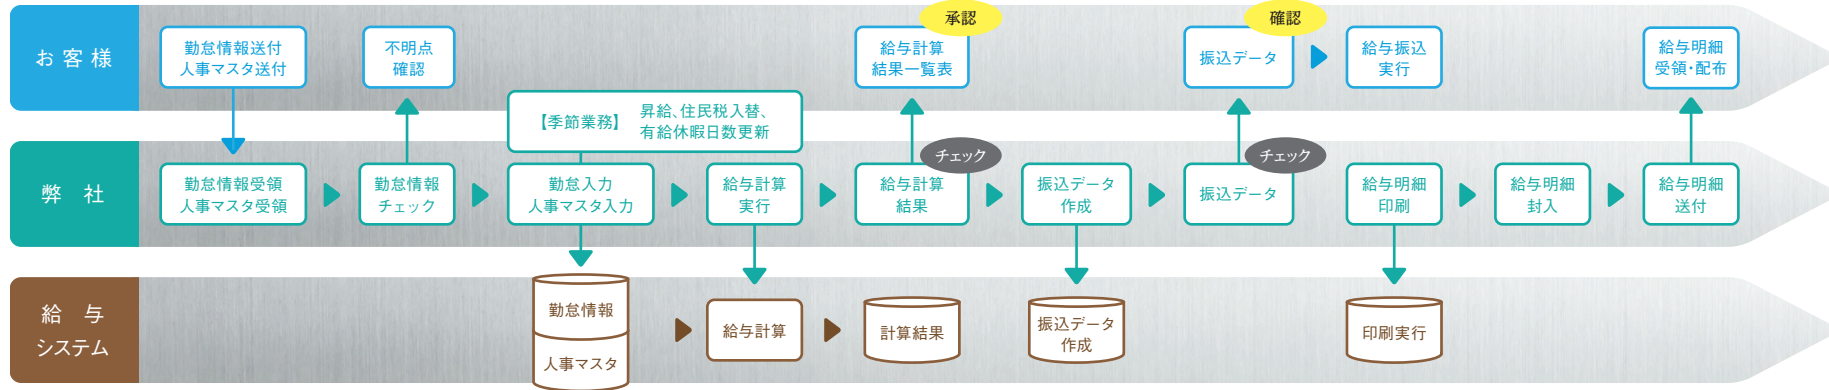 お客様
勤怠情報送付
人事マスタ送付
不明点
確認
承認
給与計算
結果一覧表
確認
振込データ
給与振込
実行
給与明細
受領・配布
【季節業務】 昇給、住民税入替、
有給休暇日数更新
弊社
勤怠情報受領
人事マスタ受領
勤怠情報
チェック
勤怠入力
人事マスタ入力
給与計算
実行
チェック
給与計算
結果
振込データ
作成
チェック
振込データ
給与明細
印刷
給与明細
封入
給与明細
送付
給与
システム
勤怠情報
人事マスタ
給与計算
計算結果
振込データ
作成
印刷実行